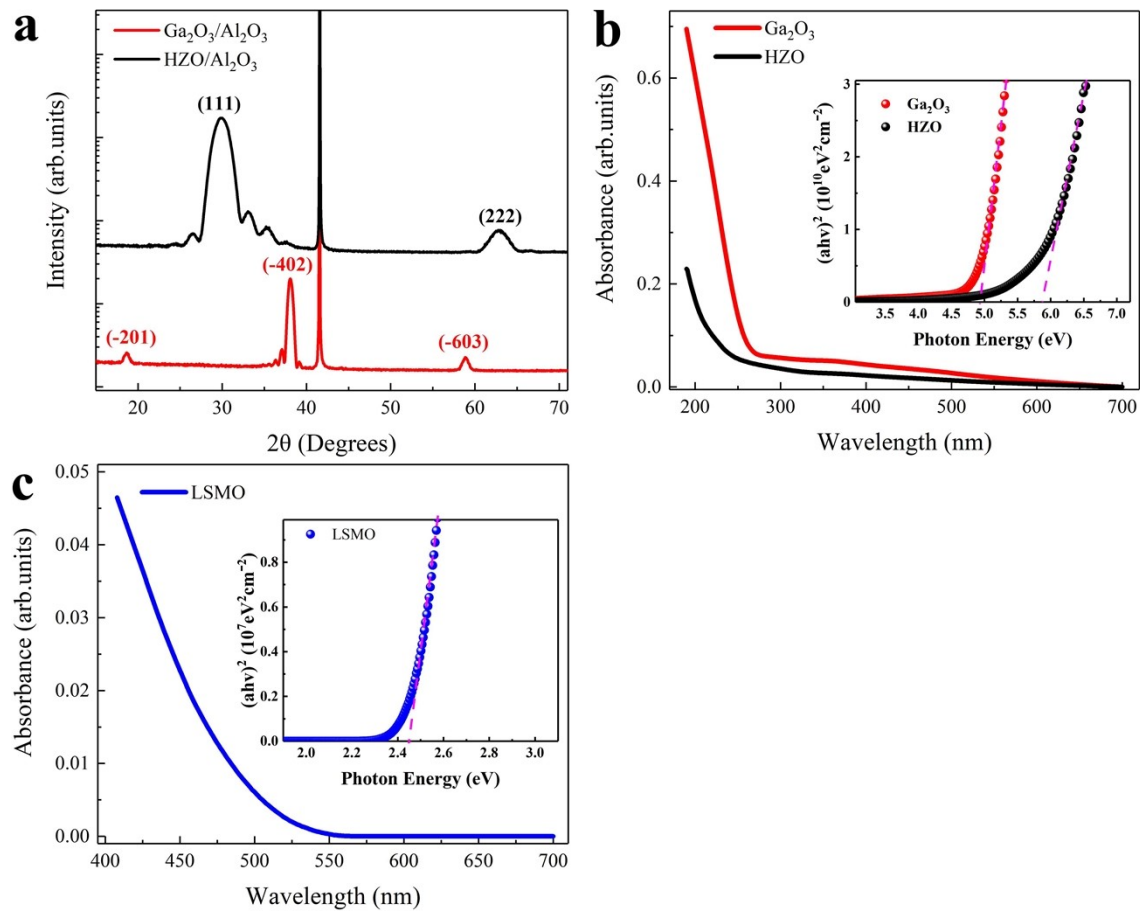 a
Ga₂O₃/Al₂O₃
HZO/Al₂O₃
(111)
(222)
(-402)
(-201)
(-603)
Intensity (arb.units)
20 30 40 50 60 70
2θ (Degrees)
b
Ga₂O₃
HZO
0.6
0.4
0.2
0.0
Absorbance (arb.units)
200 300 400 500 600 700
Wavelength (nm)
Ga₂O₃
HZO
3
2
1
0
(ahv)² (10¹⁰eV²cm⁻²)
3.5 4.0 4.5 5.0 5.5 6.0 6.5 7.0
Photon Energy (eV)
c
LSMO
0.05
0.04
0.03
0.02
0.01
0.00
Absorbance (arb.units)
400 450 500 550 600 650 700
Wavelength (nm)
LSMO
0.8
0.6
0.4
0.2
0.0
(ahv)² (10⁷eV²cm⁻²)
2.0 2.2 2.4 2.6 2.8 3.0
Photon Energy (eV)